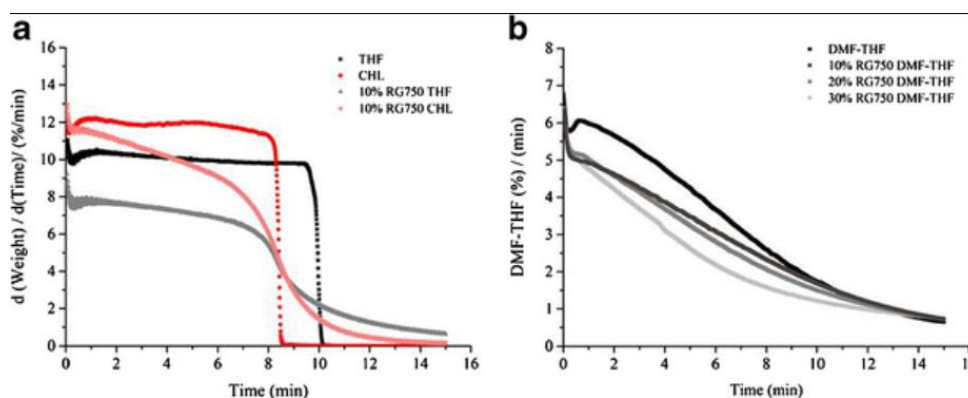 a
16
14
12
10
8
6
4
2
0
d (Weight) / d(Time)/ (%/min)
THF
CHL
10% RG750 THF
10% RG750 CHL
0 2 4 6 8 10 12 14 16
Time (min)
b
8
7
6
5
4
3
2
1
0
DMF-THF (%) / (min)
DMF-THF
10% RG750 DMF-THF
20% RG750 DMF-THF
30% RG750 DMF-THF
0 2 4 6 8 10 12 14
Time (min)